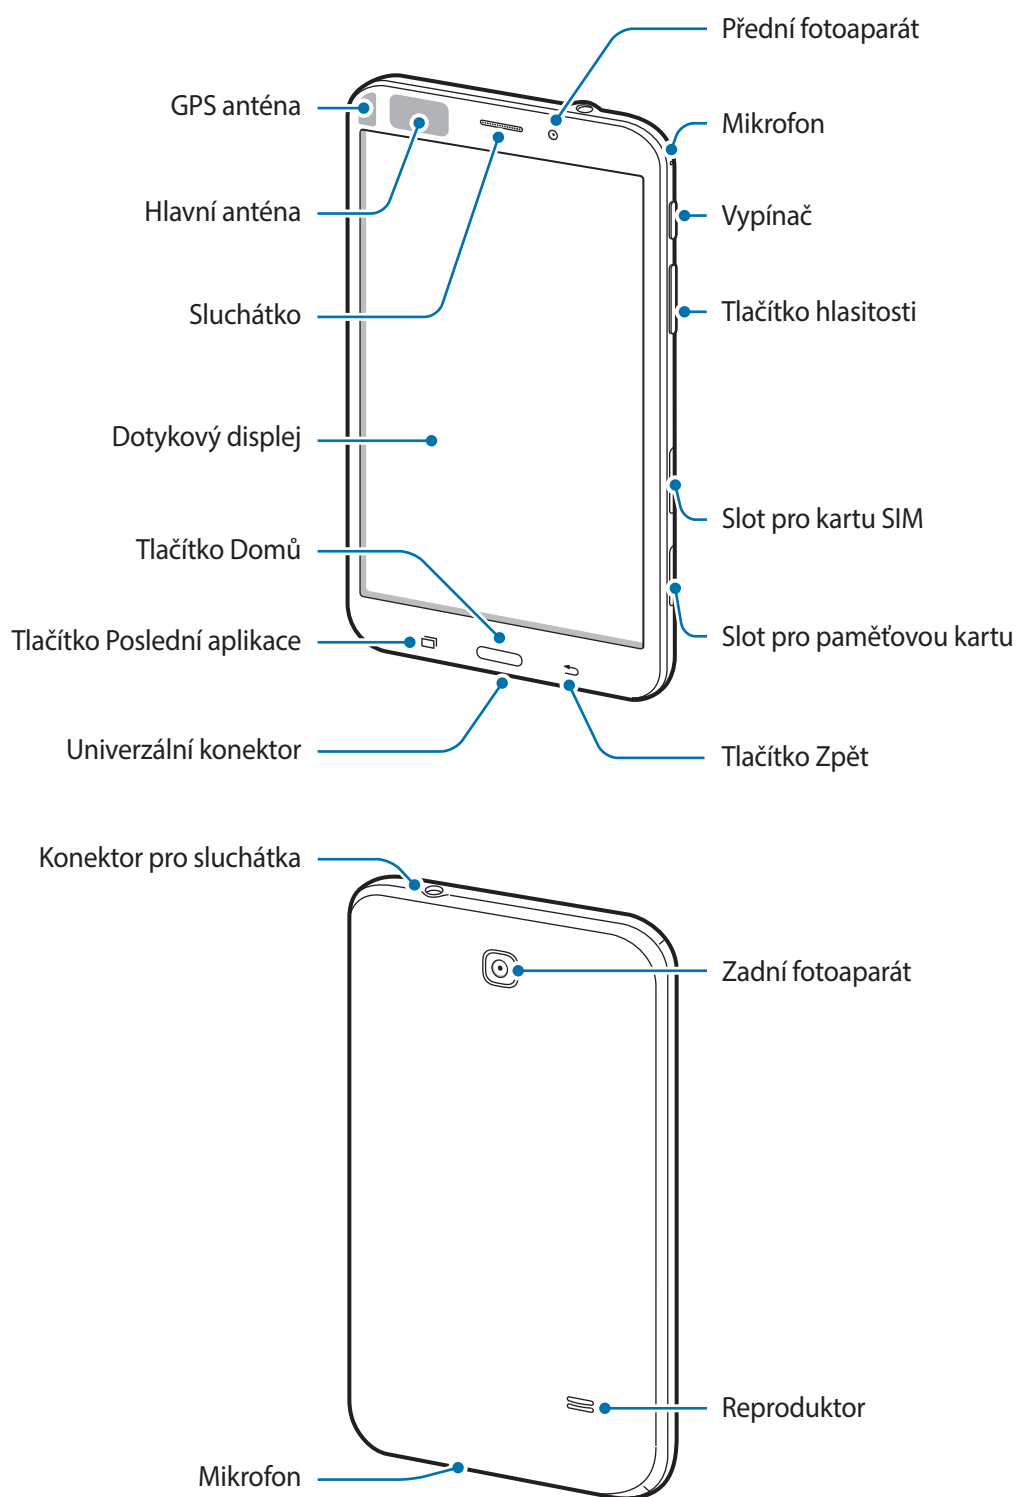 Přední fotoaparát
GPS anténa
Mikrofon
Hlavní anténa
Vypínač
Sluchátko
Tlačítko hlasitosti
Dotykový displej
Slot pro kartu SIM
Tlačítko Domů
Tlačítko Poslední aplikace
Slot pro paměťovou kartu
Univerzální konektor
Tlačítko Zpět
Konektor pro sluchátka
Zadní fotoaparát
Reproduktor
Mikrofon